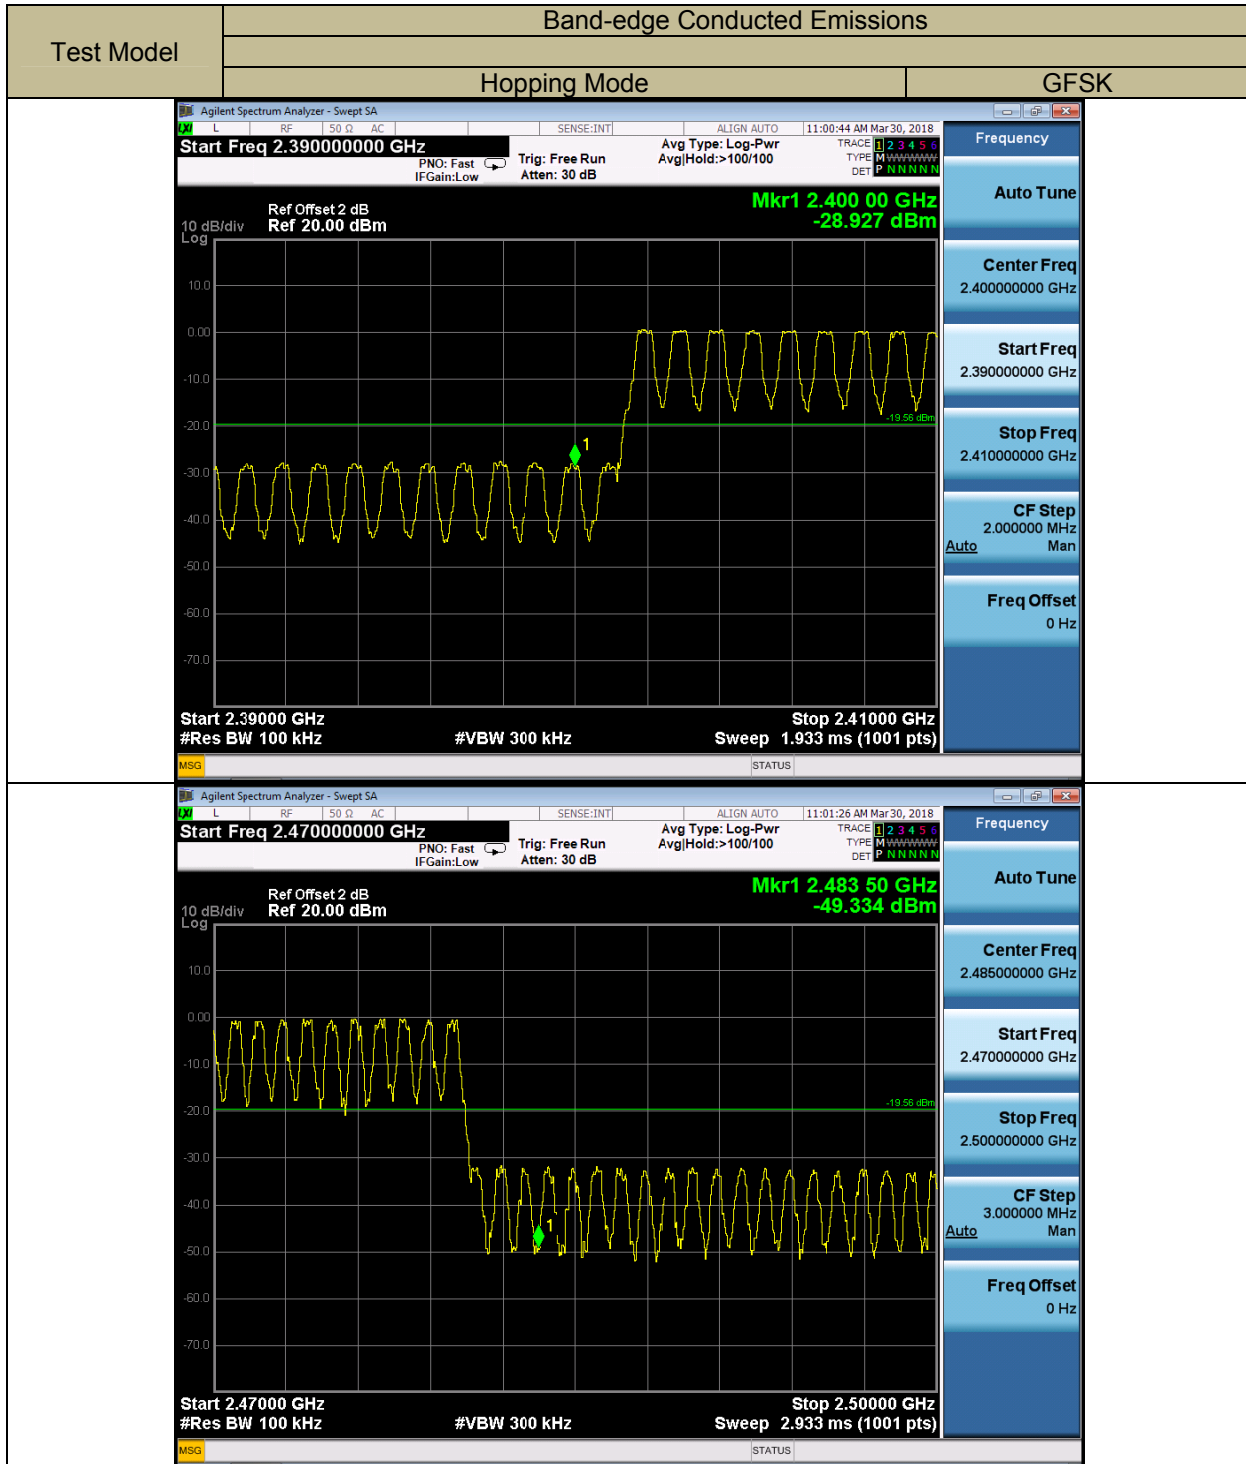 Test Model
Band-edge Conducted Emissions
Hopping Mode
GFSK
Agilent Spectrum Analyzer - Swept SA
LXI L RF 50 Ω AC SENSE:INT ALIGN AUTO 11:00:44 AM Mar 30, 2018
Start Freq 2.390000000 GHz
PNO: Fast
IFGain:Low
Trig: Free Run
Atten: 30 dB
Avg Type: Log-Pwr
Avg|Hold:>100/100
TRACE 1 2 3 4 5 6
TYPE M WWWWW
DET P N N N N N
Mkr1 2.400 00 GHz
-28.927 dBm
Ref Offset 2 dB
10 dB/div Ref 20.00 dBm
Log
10.0
0.00
-10.0
-19.56 dBm
-20.0
1
-30.0
-40.0
-50.0
-60.0
-70.0
Start 2.39000 GHz
Stop 2.41000 GHz
#Res BW 100 kHz #VBW 300 kHz Sweep 1.933 ms (1001 pts)
MSG STATUS
Frequency
Auto Tune
Center Freq
2.400000000 GHz
Start Freq
2.390000000 GHz
Stop Freq
2.410000000 GHz
CF Step
2.000000 MHz
Auto Man
Freq Offset
0 Hz
Agilent Spectrum Analyzer - Swept SA
LXI L RF 50 Ω AC SENSE:INT ALIGN AUTO 11:01:26 AM Mar 30, 2018
Start Freq 2.470000000 GHz
PNO: Fast
IFGain:Low
Trig: Free Run
Atten: 30 dB
Avg Type: Log-Pwr
Avg|Hold:>100/100
TRACE 1 2 3 4 5 6
TYPE M WWWWW
DET P N N N N N
Mkr1 2.483 50 GHz
-49.334 dBm
Ref Offset 2 dB
10 dB/div Ref 20.00 dBm
Log
10.0
0.00
-10.0
-19.56 dBm
-20.0
-30.0
-40.0
1
-50.0
-60.0
-70.0
Start 2.47000 GHz
Stop 2.50000 GHz
#Res BW 100 kHz #VBW 300 kHz Sweep 2.933 ms (1001 pts)
MSG STATUS
Frequency
Auto Tune
Center Freq
2.485000000 GHz
Start Freq
2.470000000 GHz
Stop Freq
2.500000000 GHz
CF Step
3.000000 MHz
Auto Man
Freq Offset
0 Hz